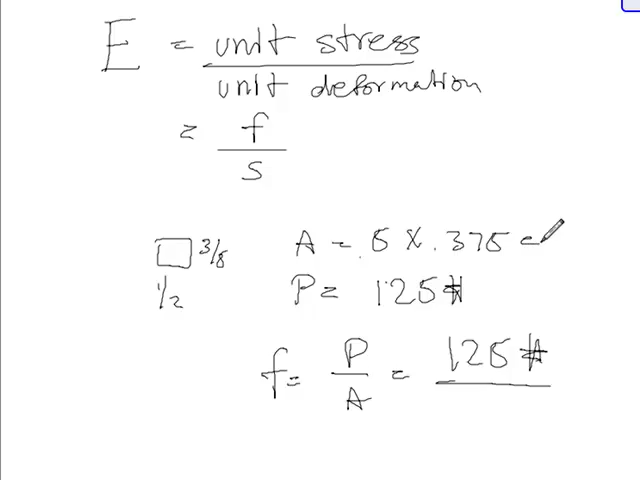 E = unit stress
unit deformation
= f
s
3/8 A = .5 X .375 =
1/2 P = 125#
f = P = 125#
A